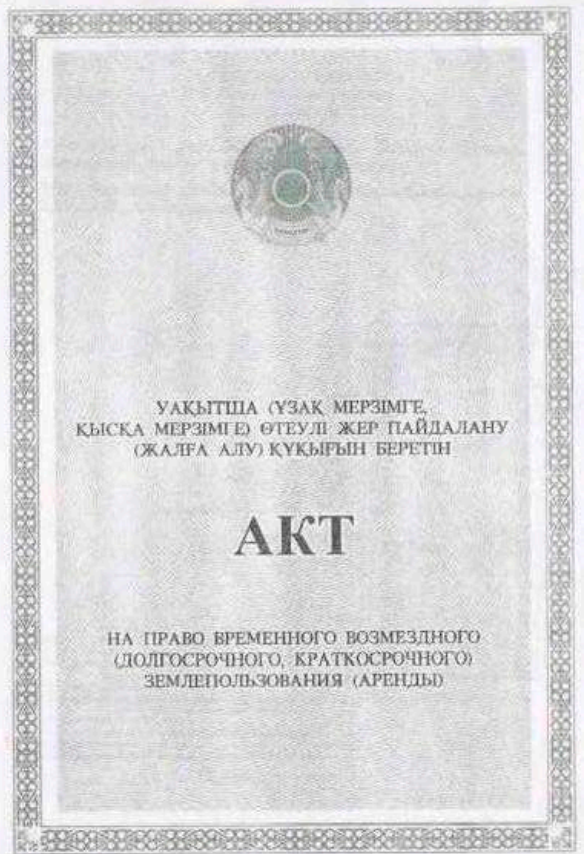 УАҚЫТША (ҰЗАҚ МЕРЗІМГЕ,
ҚЫСҚА МЕРЗІМГЕ) ӨТЕУЛІ ЖЕР ПАЙДАЛАНУ
(ЖАЛҒА АЛУ) ҚҰҚЫҒЫН БЕРЕТІН
АКТ
НА ПРАВО ВРЕМЕННОГО ВОЗМЕЗДНОГО
(ДОЛГОСРОЧНОГО, КРАТКОСРОЧНОГО)
ЗЕМЛЕПОЛЬЗОВАНИЯ (АРЕНДЫ)